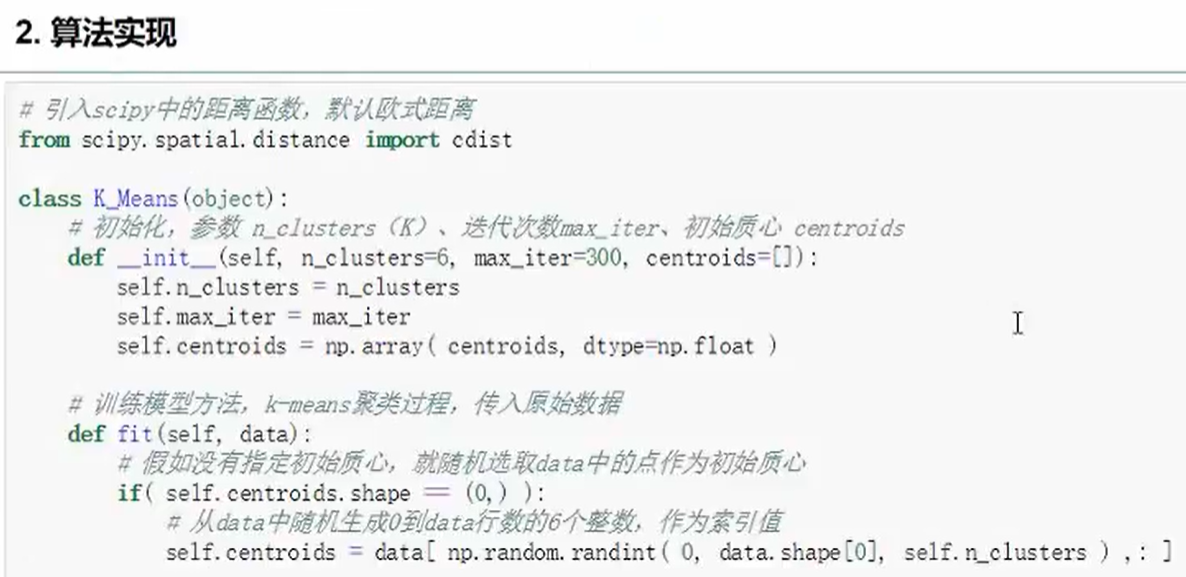 2. 算法实现
# 引入scipy中的距离函数，默认欧式距离
from scipy.spatial.distance import cdist
class K_Means(object):
# 初始化，参数 n_clusters（K）、迭代次数max_iter、初始质心 centroids
def __init__(self, n_clusters=6, max_iter=300, centroids=[]):
self.n_clusters = n_clusters
self.max_iter = max_iter
self.centroids = np.array( centroids, dtype=np.float )
# 训练模型方法，k-means聚类过程，传入原始数据
def fit(self, data):
# 假如没有指定初始质心，就随机选取data中的点作为初始质心
if( self.centroids.shape == (0,) ):
# 从data中随机生成0到data行数的6个整数，作为索引值
self.centroids = data[ np.random.randint( 0, data.shape[0], self.n_clusters ) ,: ]